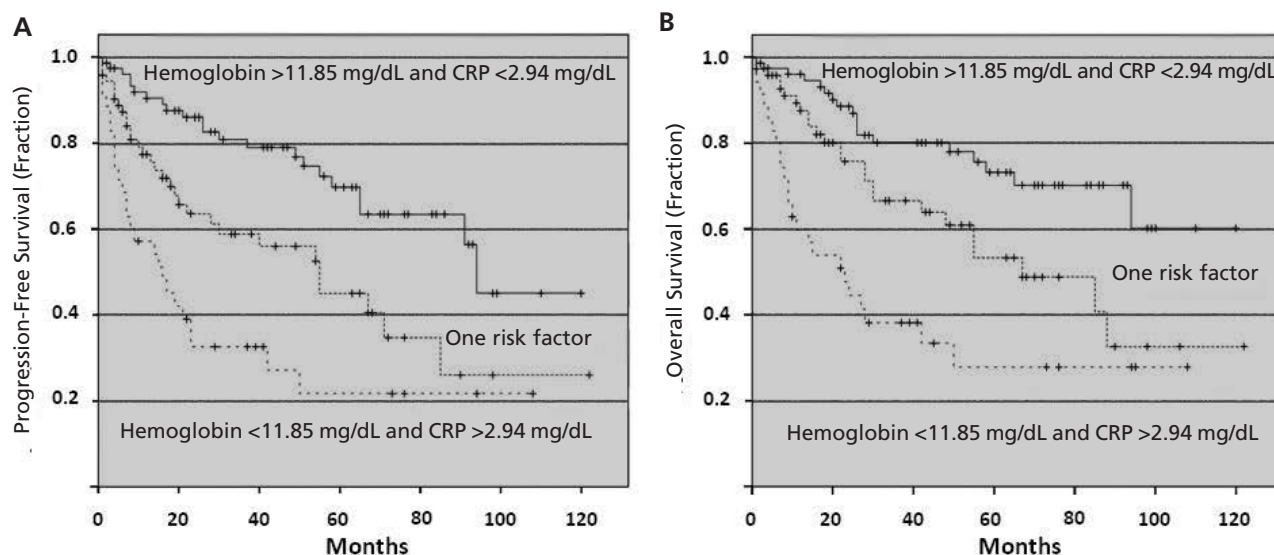 A
Progression-Free Survival (Fraction)
1.0
0.8
0.6
0.4
0.2
Hemoglobin >11.85 mg/dL and CRP <2.94 mg/dL
One risk factor
Hemoglobin <11.85 mg/dL and CRP >2.94 mg/dL
0 20 40 60 80 100 120
Months
B
Overall Survival (Fraction)
1.0
0.8
0.6
0.4
0.2
Hemoglobin >11.85 mg/dL and CRP <2.94 mg/dL
One risk factor
Hemoglobin <11.85 mg/dL and CRP >2.94 mg/dL
0 20 40 60 80 100 120
Months